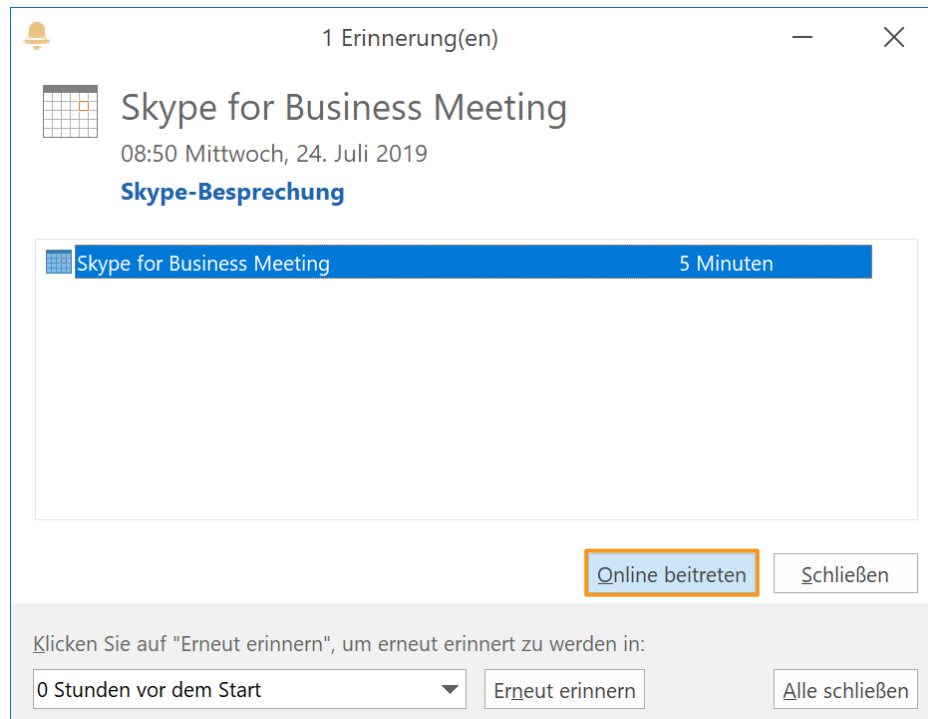 1 Erinnerung(en)
Skype for Business Meeting
08:50 Mittwoch, 24. Juli 2019
Skype-Besprechung
Skype for Business Meeting 5 Minuten
Online beitreten Schließen
Klicken Sie auf "Erneut erinnern", um erneut erinnert zu werden in:
0 Stunden vor dem Start Erneut erinnern Alle schließen